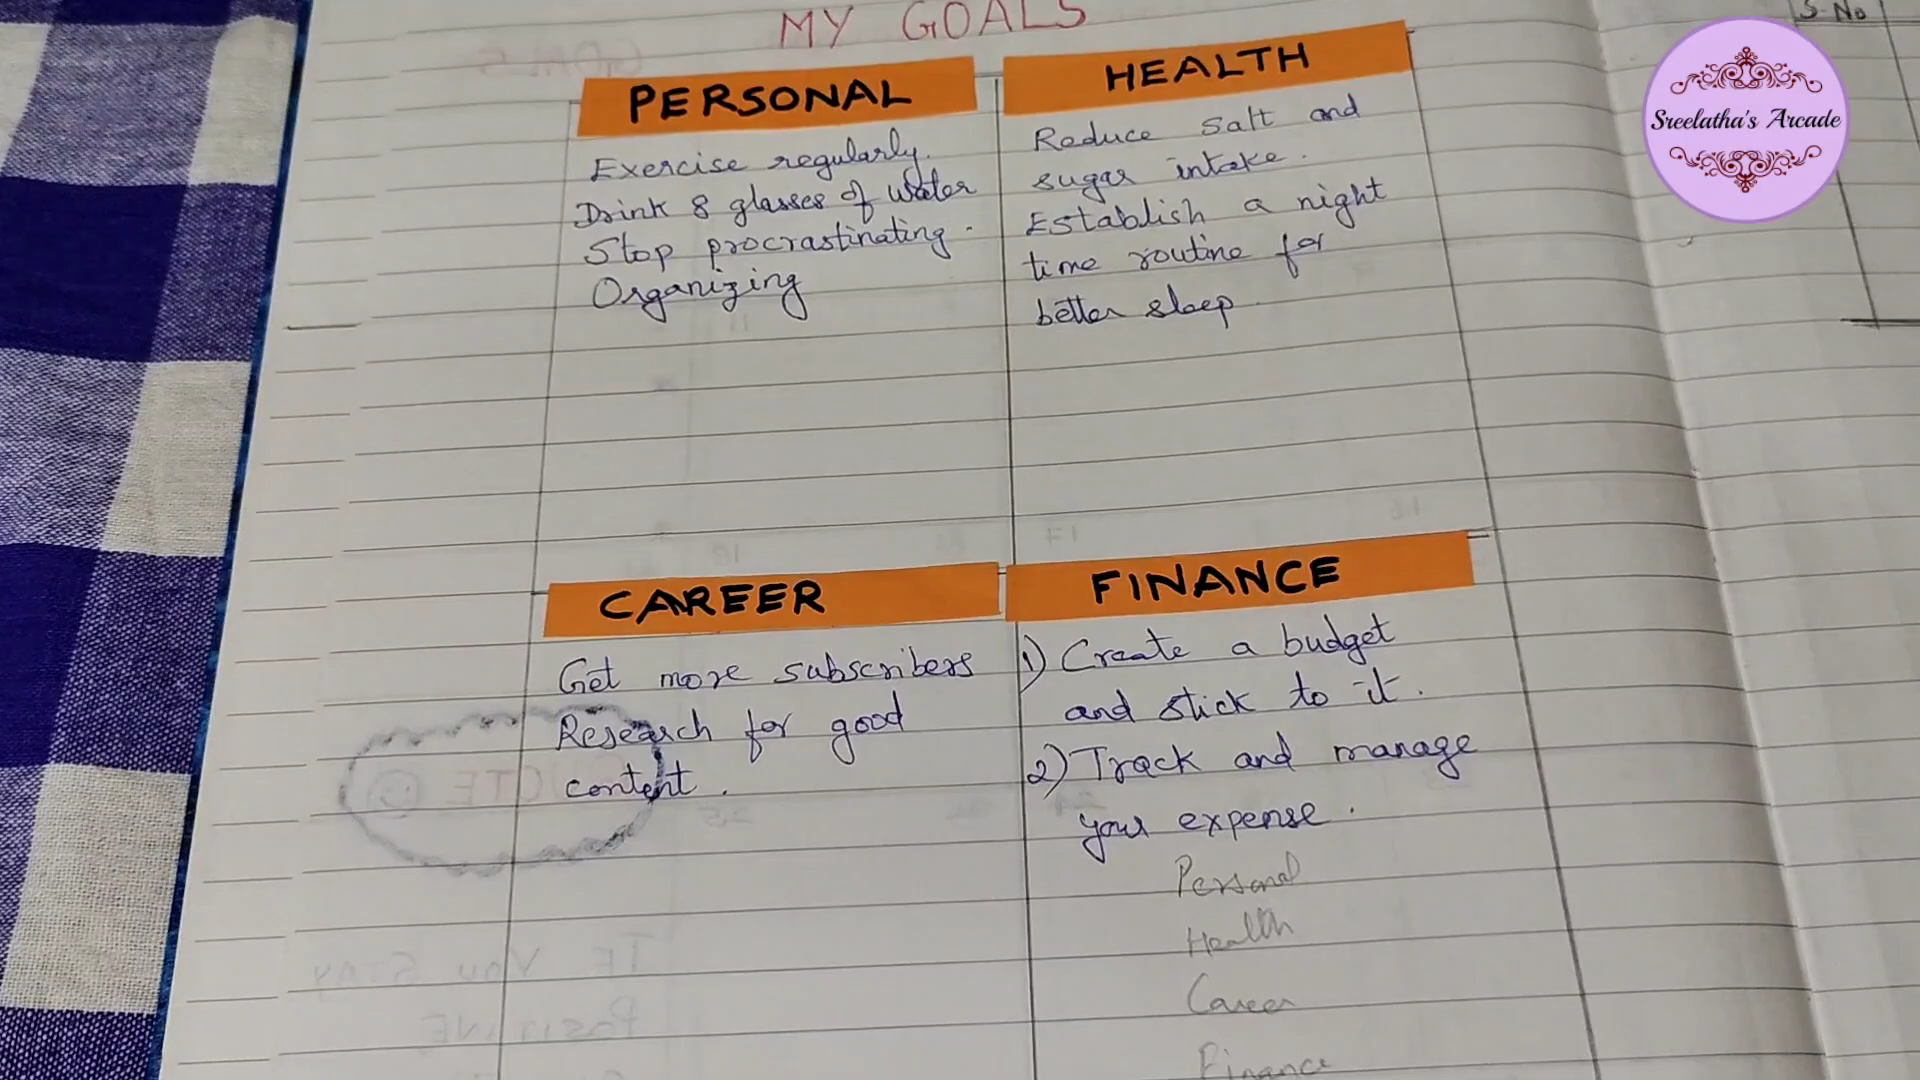 MY GOALS
PERSONAL
Exercise regularly.
Drink 8 glasses of water
Stop procrastinating.
Organizing
HEALTH
Reduce salt and
sugar intake.
Establish a night
time routine for
better sleep.
CAREER
Get more subscribers
Research for good
content.
FINANCE
1) Create a budget
and stick to it.
2) Track and manage
your expense.
Personal
Health
Career
Finance
S.No
Sreelatha's Arcade